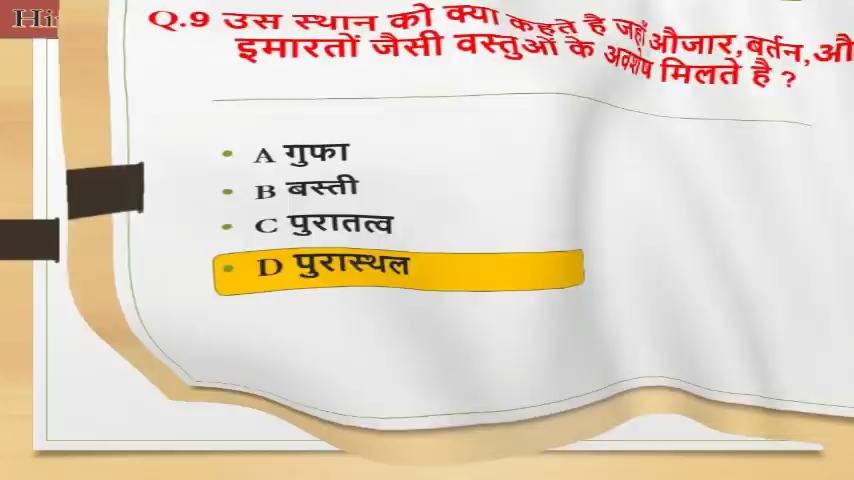 Q.9 उस स्थान को क्या कहते है जहाँ औजार,बर्तन,औ
इमारतों जैसी वस्तुओं के अवशेष मिलते है ?
A गुफा
B बस्ती
C पुरातत्व
D पुरास्थल